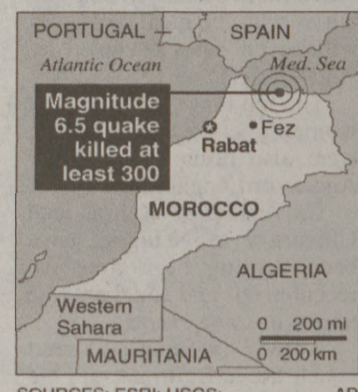 PORTUGAL
SPAIN
Atlantic Ocean
Med. Sea
Magnitude
6.5 quake
killed at
least 300
Fez
Rabat
MOROCCO
ALGERIA
Western
Sahara
MAURITANIA
0 200 mi
0 200 km
SOURCES: ESRI; USGS;
AP